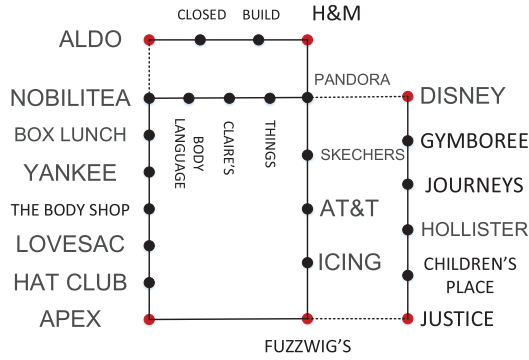 CLOSED
BUILD
H&M
ALDO
PANDORA
NOBILITEA
DISNEY
BOX LUNCH
BODY
LANGUAGE
CLAIRE'S
THINGS
GYMBOREE
SKECHERS
YANKEE
JOURNEYS
THE BODY SHOP
AT&T
HOLLISTER
LOVESAC
ICING
CHILDREN'S
PLACE
HAT CLUB
APEX
JUSTICE
FUZZWIG'S